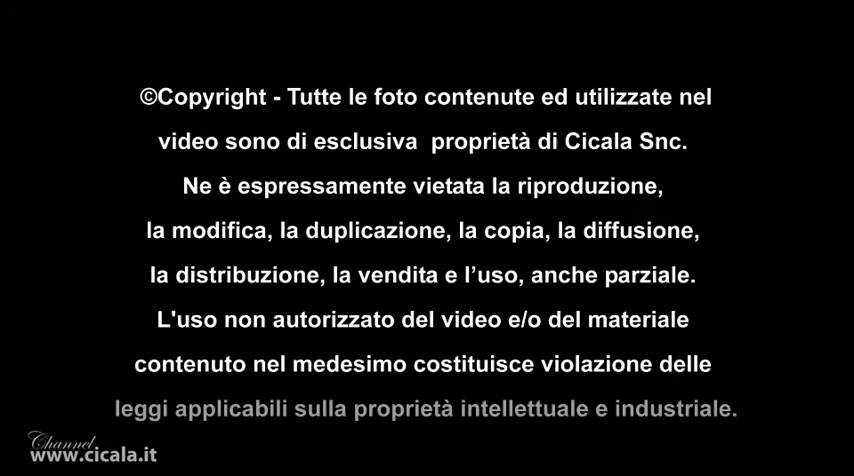 ©Copyright - Tutte le foto contenute ed utilizzate nel
video sono di esclusiva  proprietà di Cicala Snc.
Ne è espressamente vietata la riproduzione,
la modifica, la duplicazione, la copia, la diffusione,
la distribuzione, la vendita e l’uso, anche parziale.
L'uso non autorizzato del video e/o del materiale
contenuto nel medesimo costituisce violazione delle
leggi applicabili sulla proprietà intellettuale e industriale.
Channel
www.cicala.it